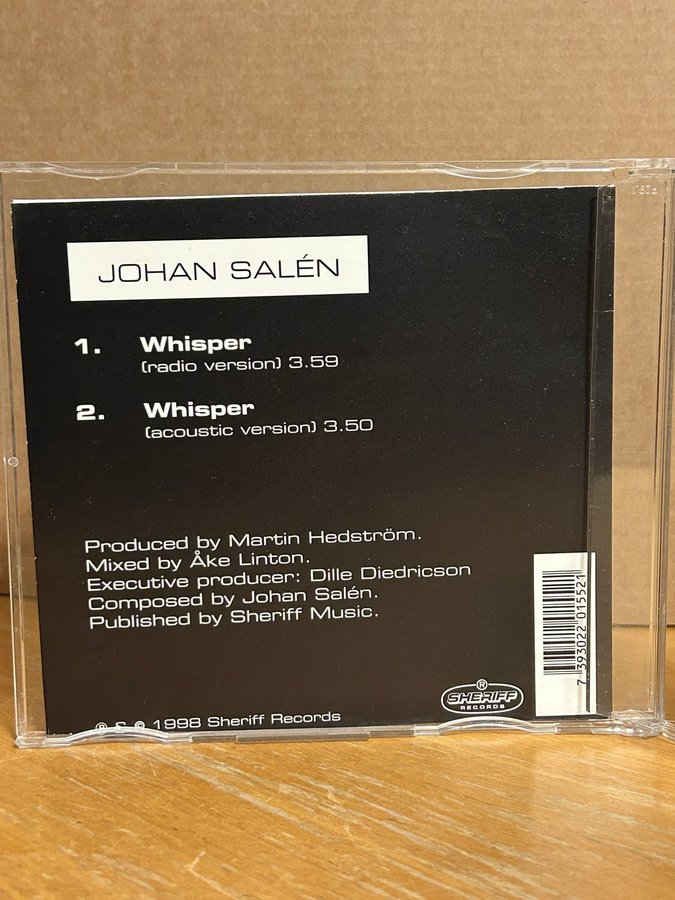 JOHAN SALÉN
1. Whisper
(radio version) 3.59
2. Whisper
(acoustic version) 3.50
Produced by Martin Hedström.
Mixed by Åke Linton.
Executive producer: Dille Diedricson
Composed by Johan Salén.
Published by Sheriff Music.
℗ & © 1998 Sheriff Records
®
SHERIFF
RECORDS
7 393022 015521